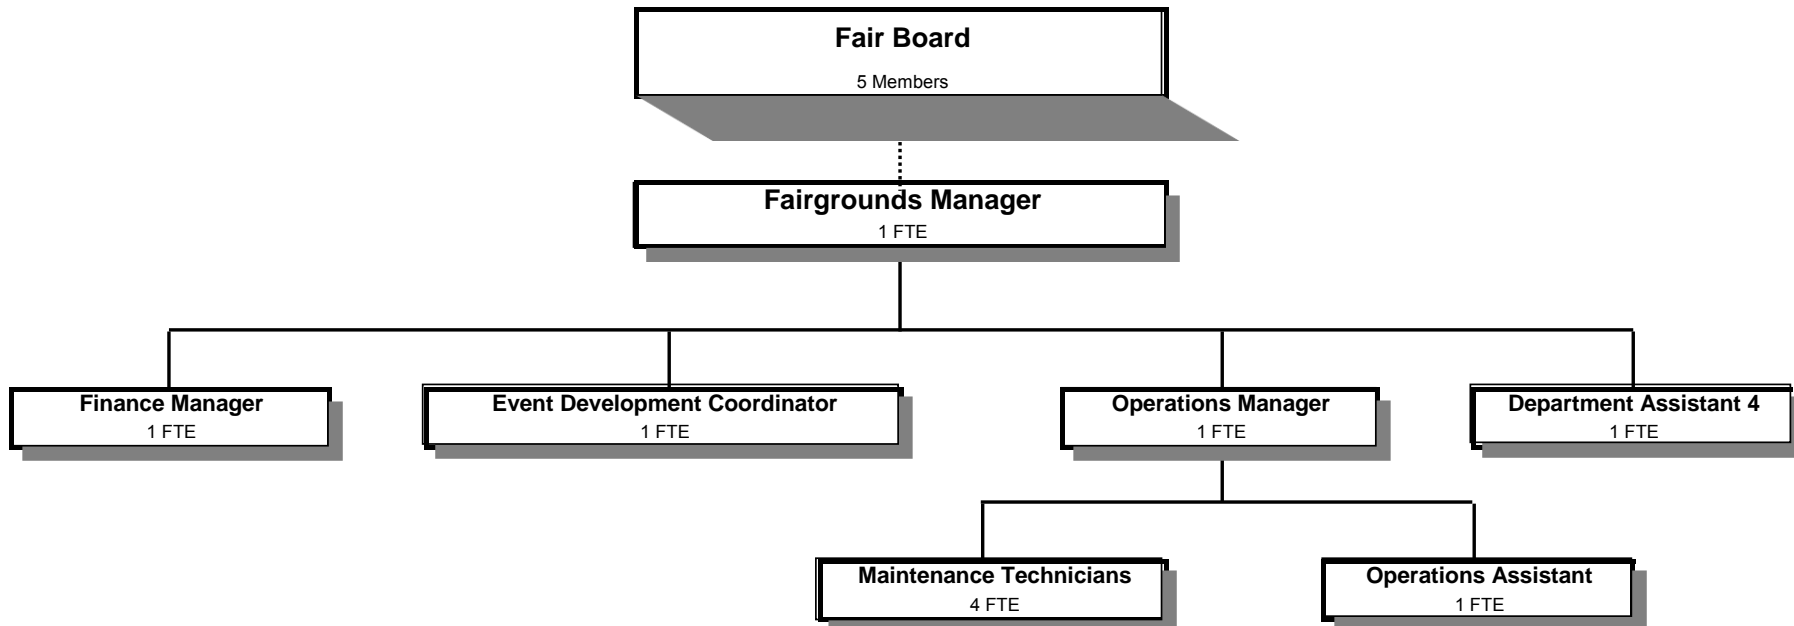 Fair Board
5 Members
Fairgrounds Manager
1 FTE
Finance Manager
1 FTE
Event Development Coordinator
1 FTE
Operations Manager
1 FTE
Department Assistant 4
1 FTE
Maintenance Technicians
4 FTE
Operations Assistant
1 FTE